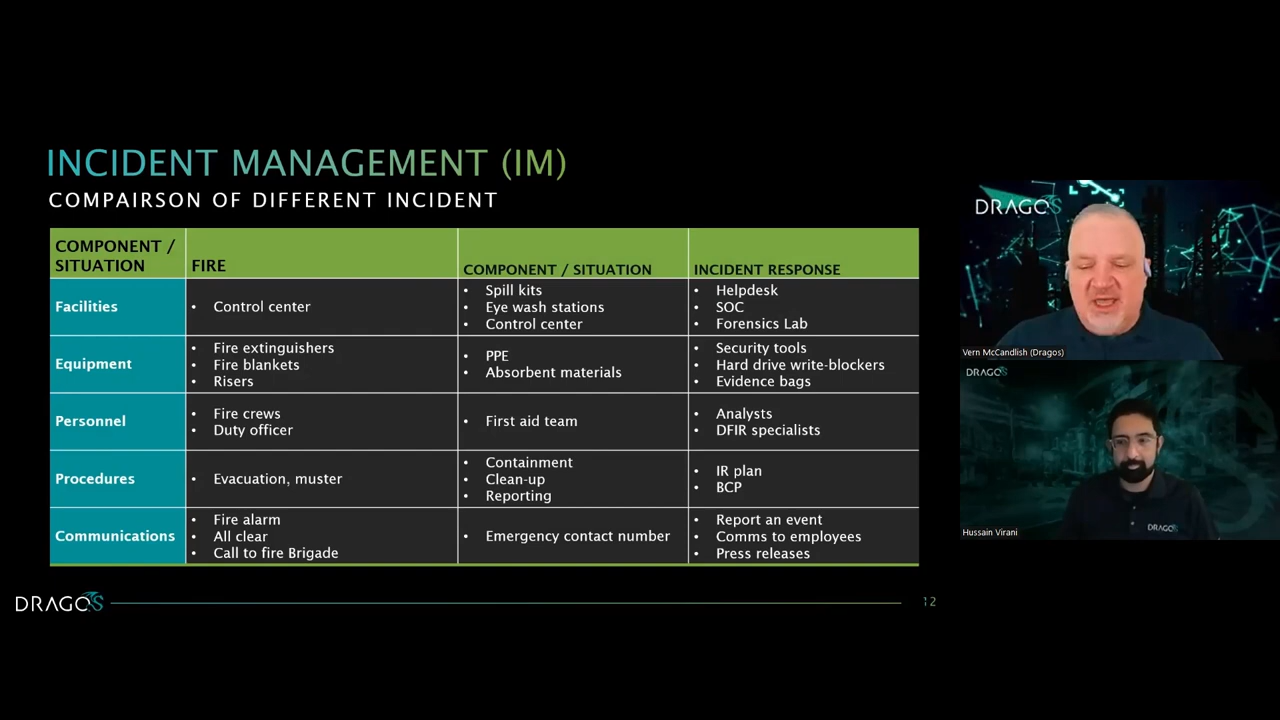 INCIDENT MANAGEMENT (IM)
COMPAIRSON OF DIFFERENT INCIDENT
COMPONENT /
SITUATION
FIRE
COMPONENT / SITUATION
INCIDENT RESPONSE
Facilities
• Control center
• Spill kits
• Eye wash stations
• Control center
• Helpdesk
• SOC
• Forensics Lab
Equipment
• Fire extinguishers
• Fire blankets
• Risers
• PPE
• Absorbent materials
• Security tools
• Hard drive write-blockers
• Evidence bags
Personnel
• Fire crews
• Duty officer
• First aid team
• Analysts
• DFIR specialists
Procedures
• Evacuation, muster
• Containment
• Clean-up
• Reporting
• IR plan
• BCP
Communications
• Fire alarm
• All clear
• Call to fire Brigade
• Emergency contact number
• Report an event
• Comms to employees
• Press releases
DRAGOS
12
DRAGOS
Vern McCandlish (Dragos)
DRAGOS
DRAGOS
Hussain Virani